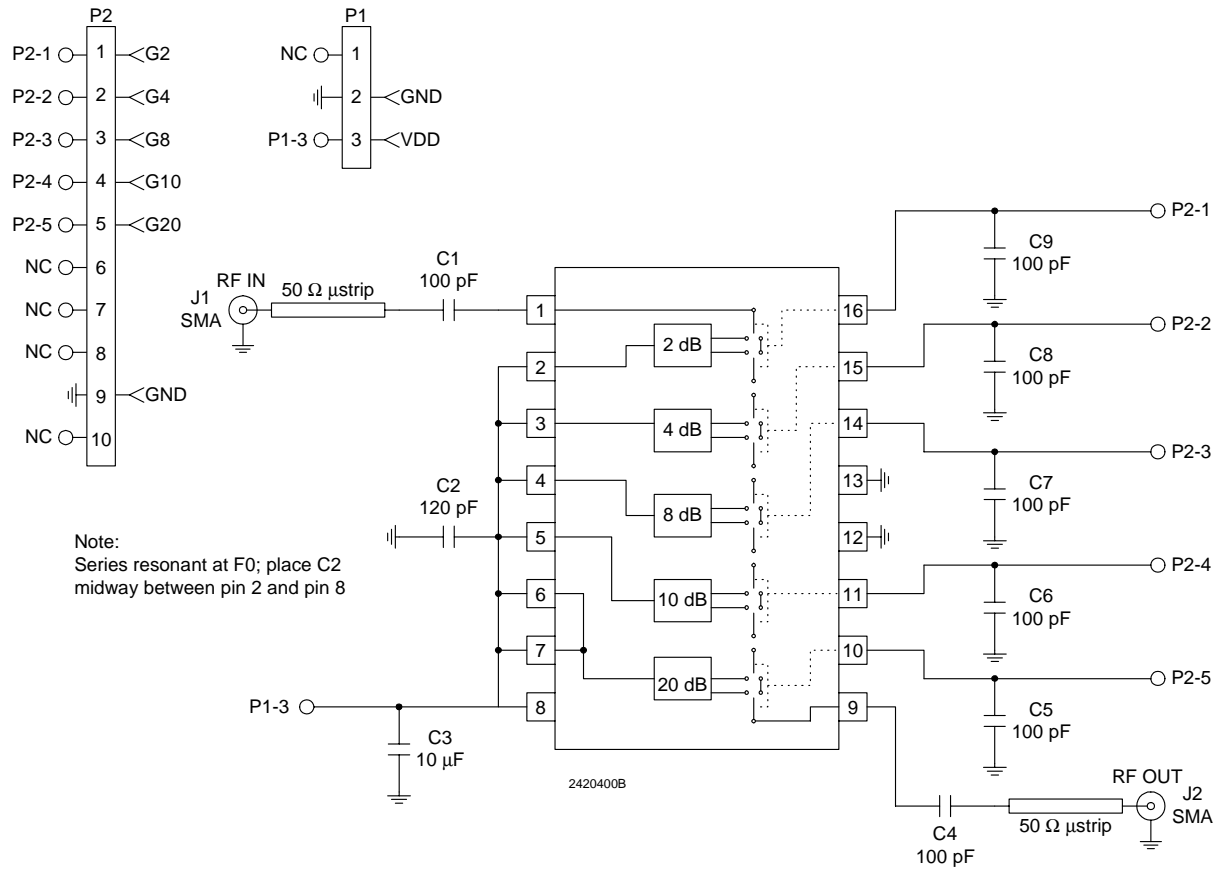 P2
P1
P2-1 1 G2
P2-2 2 G4
P2-3 3 G8
P2-4 4 G10
P2-5 5 G20
NC 6
NC 7
NC 8
9 GND
NC 10
NC 1
2 GND
P1-3 3 VDD
J1
SMA
RF IN
50 Ω µstrip
C1
100 pF
1
2
3
4
5
6
7
8
2 dB
4 dB
8 dB
10 dB
20 dB
16
15
14
13
12
11
10
9
C9
100 pF
P2-1
C8
100 pF
P2-2
C7
100 pF
P2-3
C6
100 pF
P2-4
C5
100 pF
P2-5
C2
120 pF
Note:
Series resonant at F0; place C2
midway between pin 2 and pin 8
P1-3
C3
10 µF
2420400B
C4
100 pF
50 Ω µstrip
RF OUT
J2
SMA